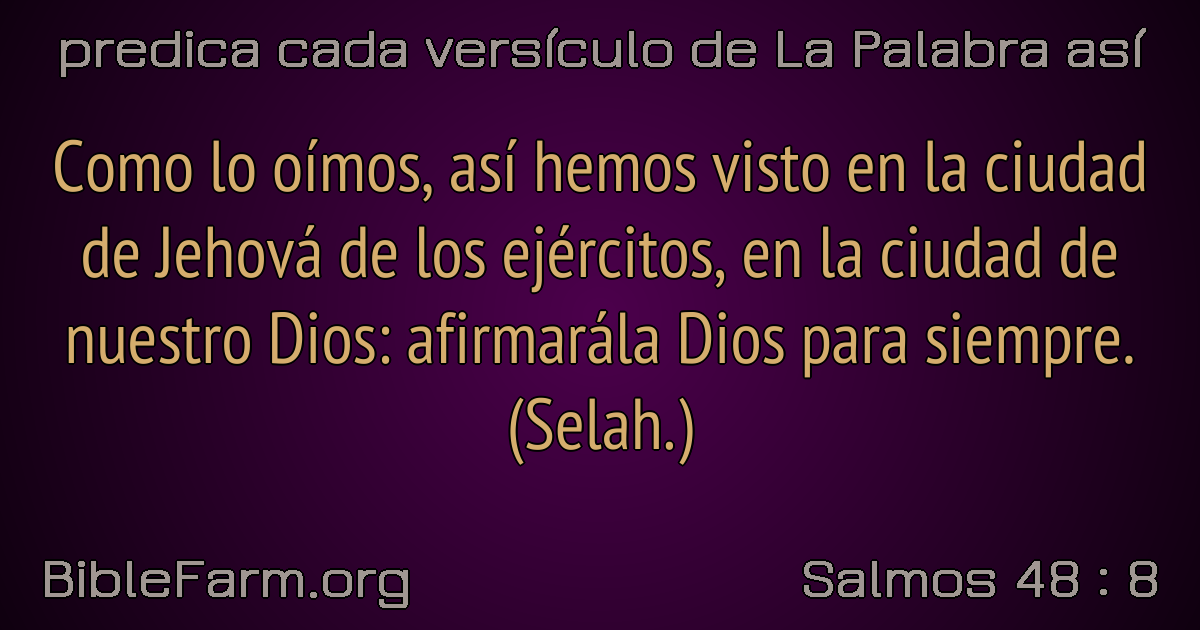 predica cada versículo de La Palabra así
Como lo oímos, así hemos visto en la ciudad
de Jehová de los ejércitos, en la ciudad de
nuestro Dios: afirmarála Dios para siempre.
(Selah.)
BibleFarm.org
Salmos 48 : 8